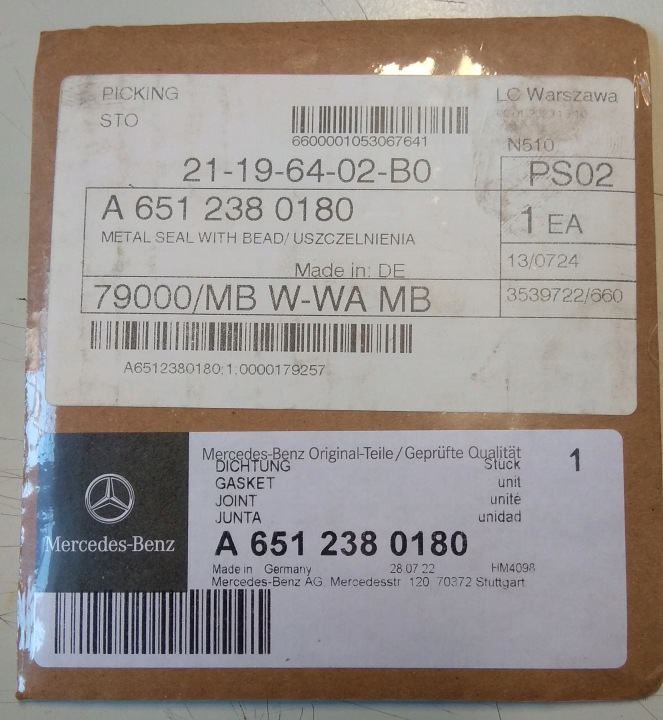 PICKING
LC Warszawa
STO
6600001053067641
N510
21-19-64-02-B0
PS02
A 651 238 0180
1 EA
METAL SEAL WITH BEAD/ USZCZELNIENIA
Made in: DE
13/0724
79000/MB W-WA MB
3539722/660
A6512380180:1.0000179257
Mercedes-Benz Original-Teile/Geprüfte Qualität
DICHTUNG Stück 1
GASKET unit
JOINT unité
JUNTA unidad
Mercedes-Benz
A 651 238 0180
Made in Germany 28.07.22 HM4098
Mercedes-Benz AG, Mercedesstr. 120, 70372 Stuttgart